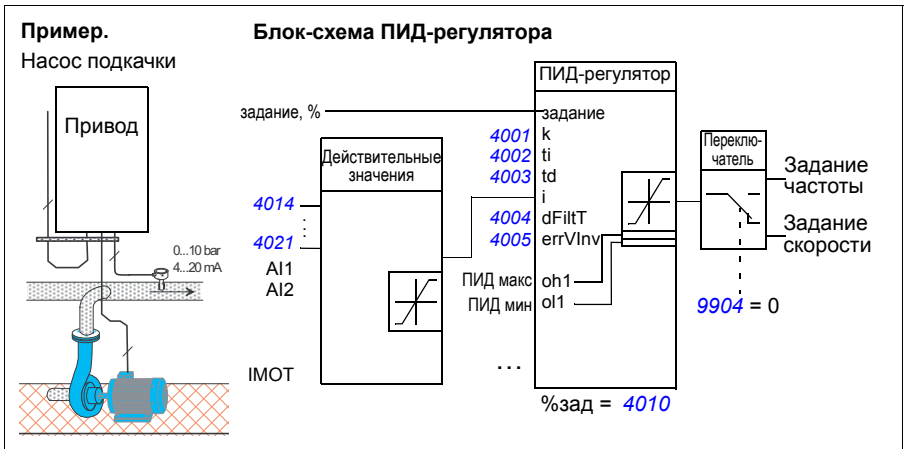 Пример.
Насос подкачки
Привод
0...10 bar
4...20 mA
Блок-схема ПИД-регулятора
ПИД-регулятор
задание, %
задание
4001 k
4002 ti
4003 td
i
4004 dFiltT
4005 errVInv
ПИД макс oh1
ПИД мин ol1
...
%зад = 4010
Действительные
значения
4014
4021
AI1
AI2
IMOT
Переклю-
чатель
Задание
частоты
Задание
скорости
9904 = 0